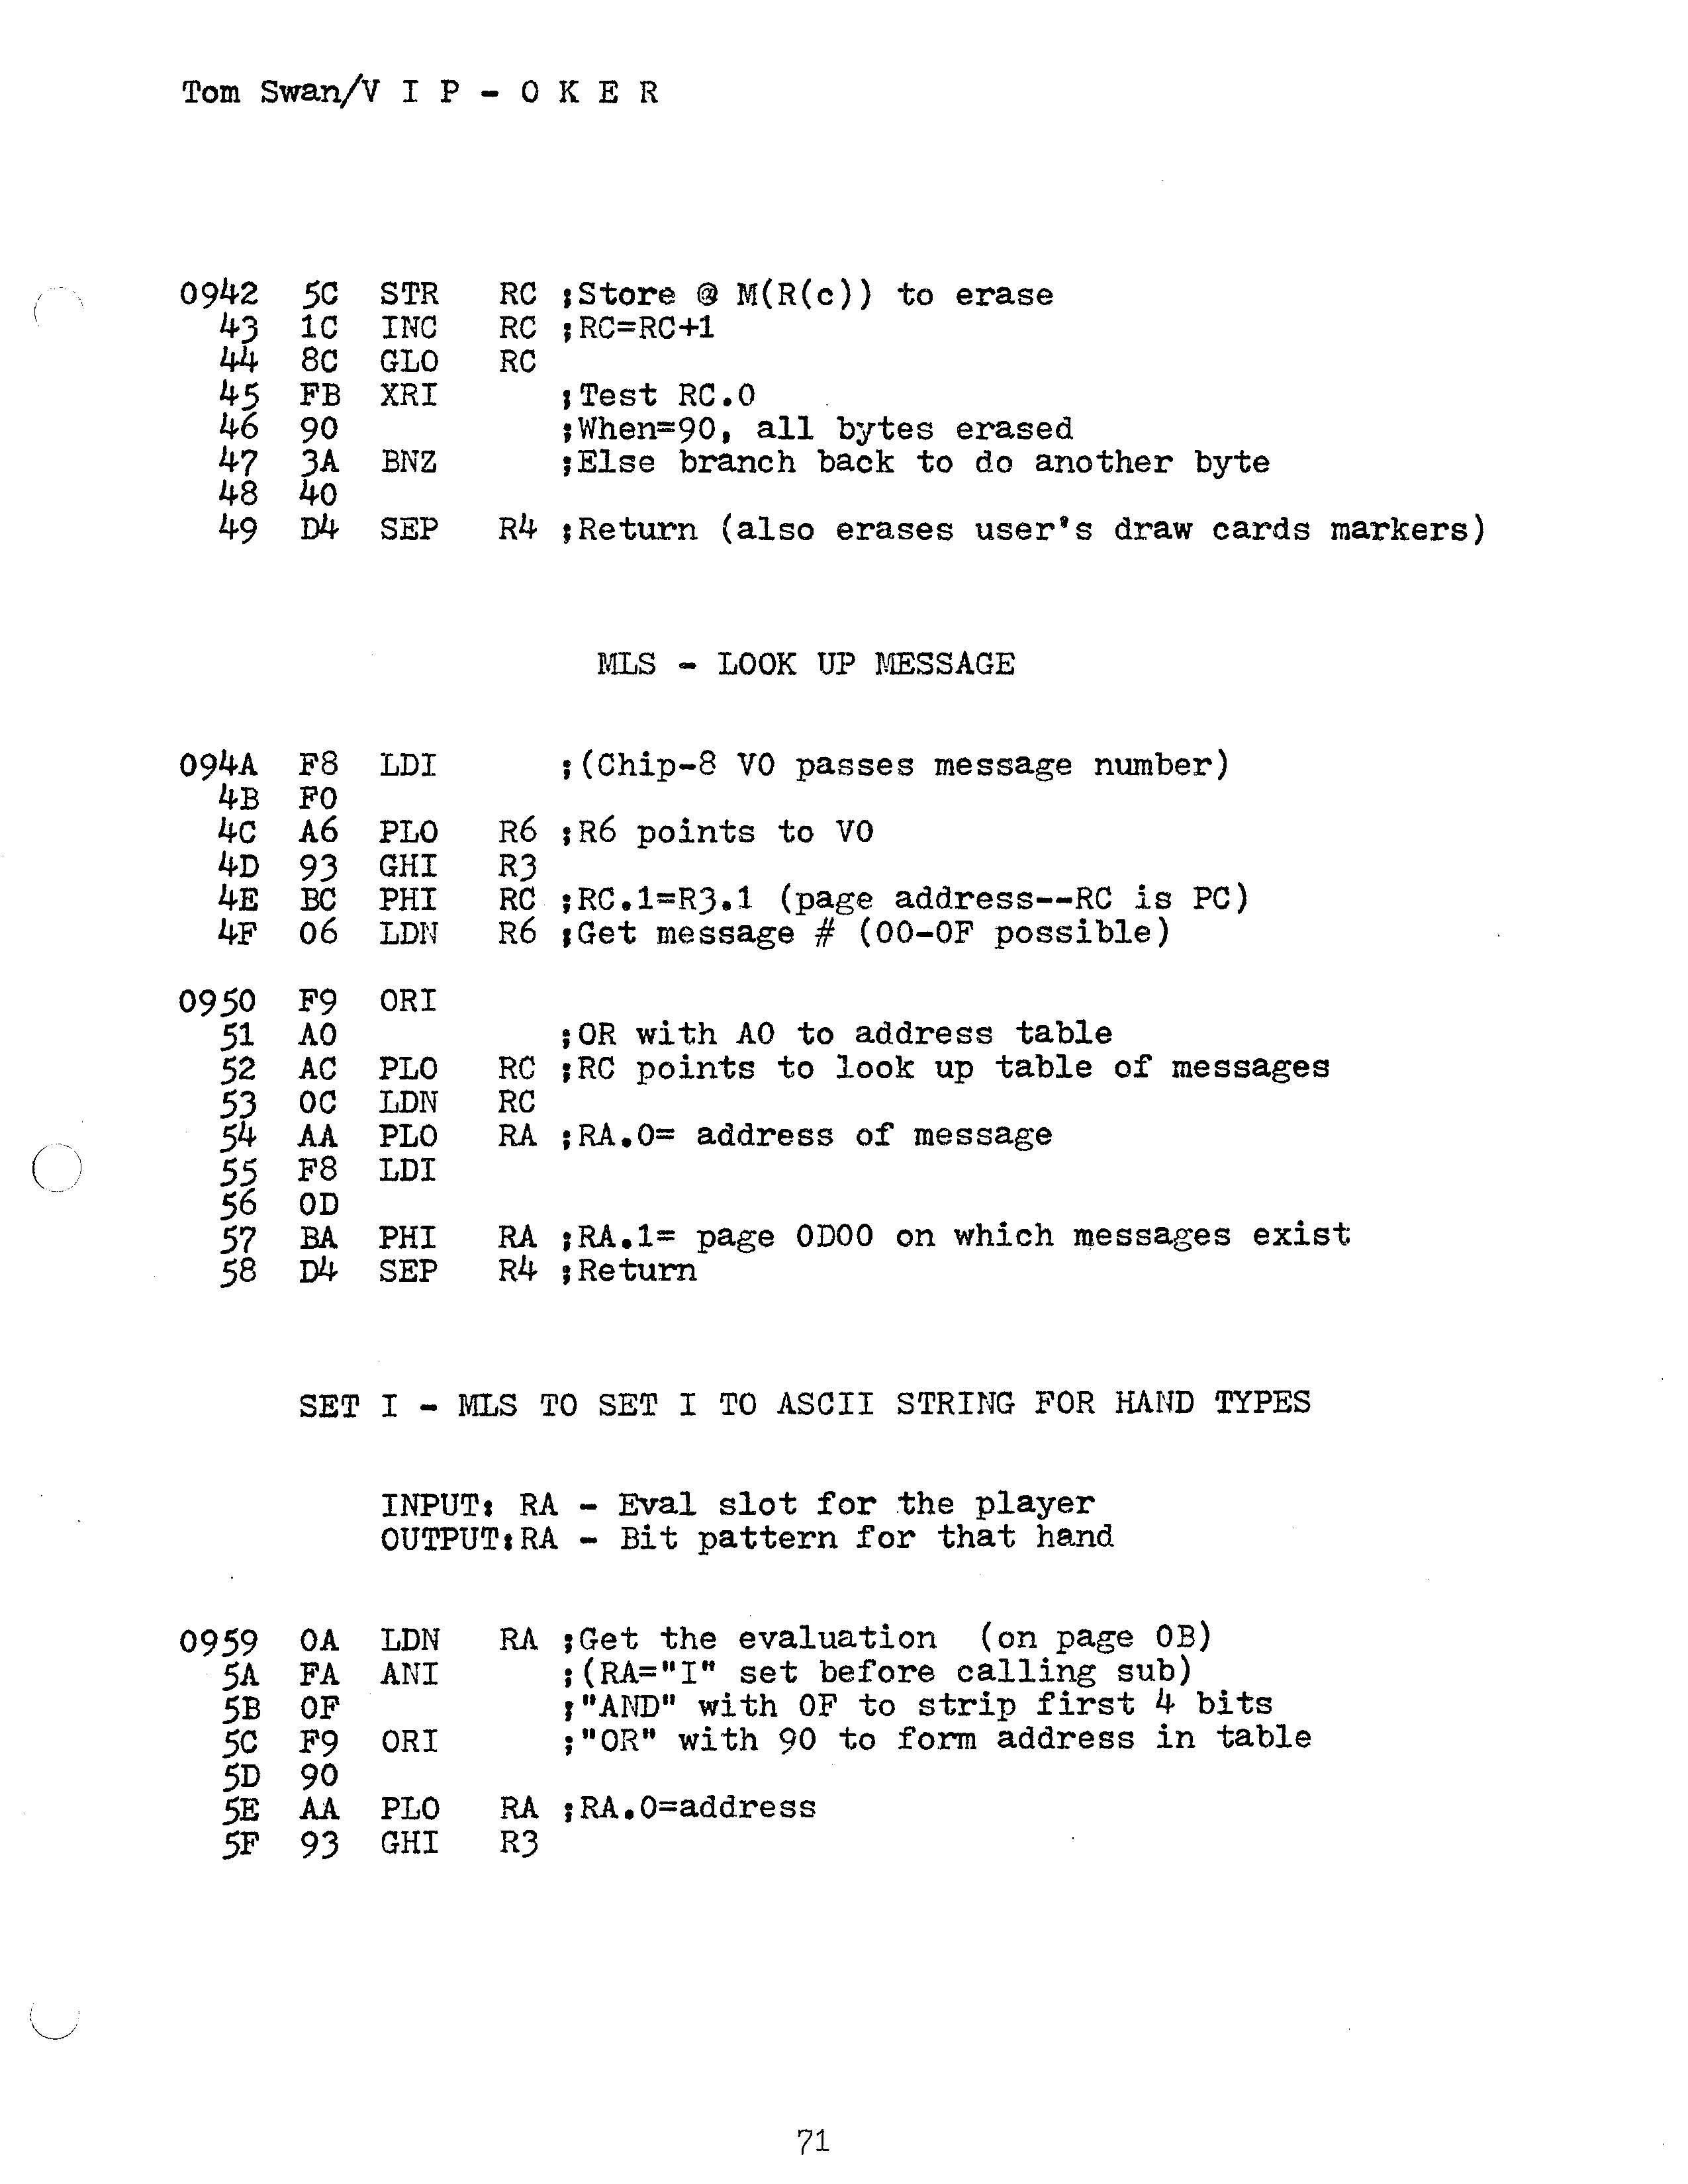 Tom Swan/V I P - O K E R
0942 5C STR RC ;Store @ M(R(c)) to erase
43 1C INC RC ;RC=RC+1
44 8C GLO RC
45 FB XRI ;Test RC.0
46 90 ;When=90, all bytes erased
47 3A BNZ ;Else branch back to do another byte
48 40
49 D4 SEP R4 ;Return (also erases user's draw cards markers)
MLS - LOOK UP MESSAGE
094A F8 LDI ;(Chip-8 V0 passes message number)
4B F0
4C A6 PLO R6 ;R6 points to V0
4D 93 GHI R3
4E BC PHI RC ;RC.1=R3.1 (page address--RC is PC)
4F 06 LDN R6 ;Get message # (00-0F possible)
0950 F9 ORI
51 A0 ;OR with A0 to address table
52 AC PLO RC ;RC points to look up table of messages
53 0C LDN RC
54 AA PLO RA ;RA.0= address of message
55 F8 LDI
56 0D
57 BA PHI RA ;RA.1= page 0D00 on which messages exist
58 D4 SEP R4 ;Return
SET I - MLS TO SET I TO ASCII STRING FOR HAND TYPES
INPUT: RA - Eval slot for the player
OUTPUT:RA - Bit pattern for that hand
0959 0A LDN RA ;Get the evaluation (on page 0B)
5A FA ANI ;(RA="I" set before calling sub)
5B 0F ;"AND" with 0F to strip first 4 bits
5C F9 ORI ;"OR" with 90 to form address in table
5D 90
5E AA PLO RA ;RA.0=address
5F 93 GHI R3
71